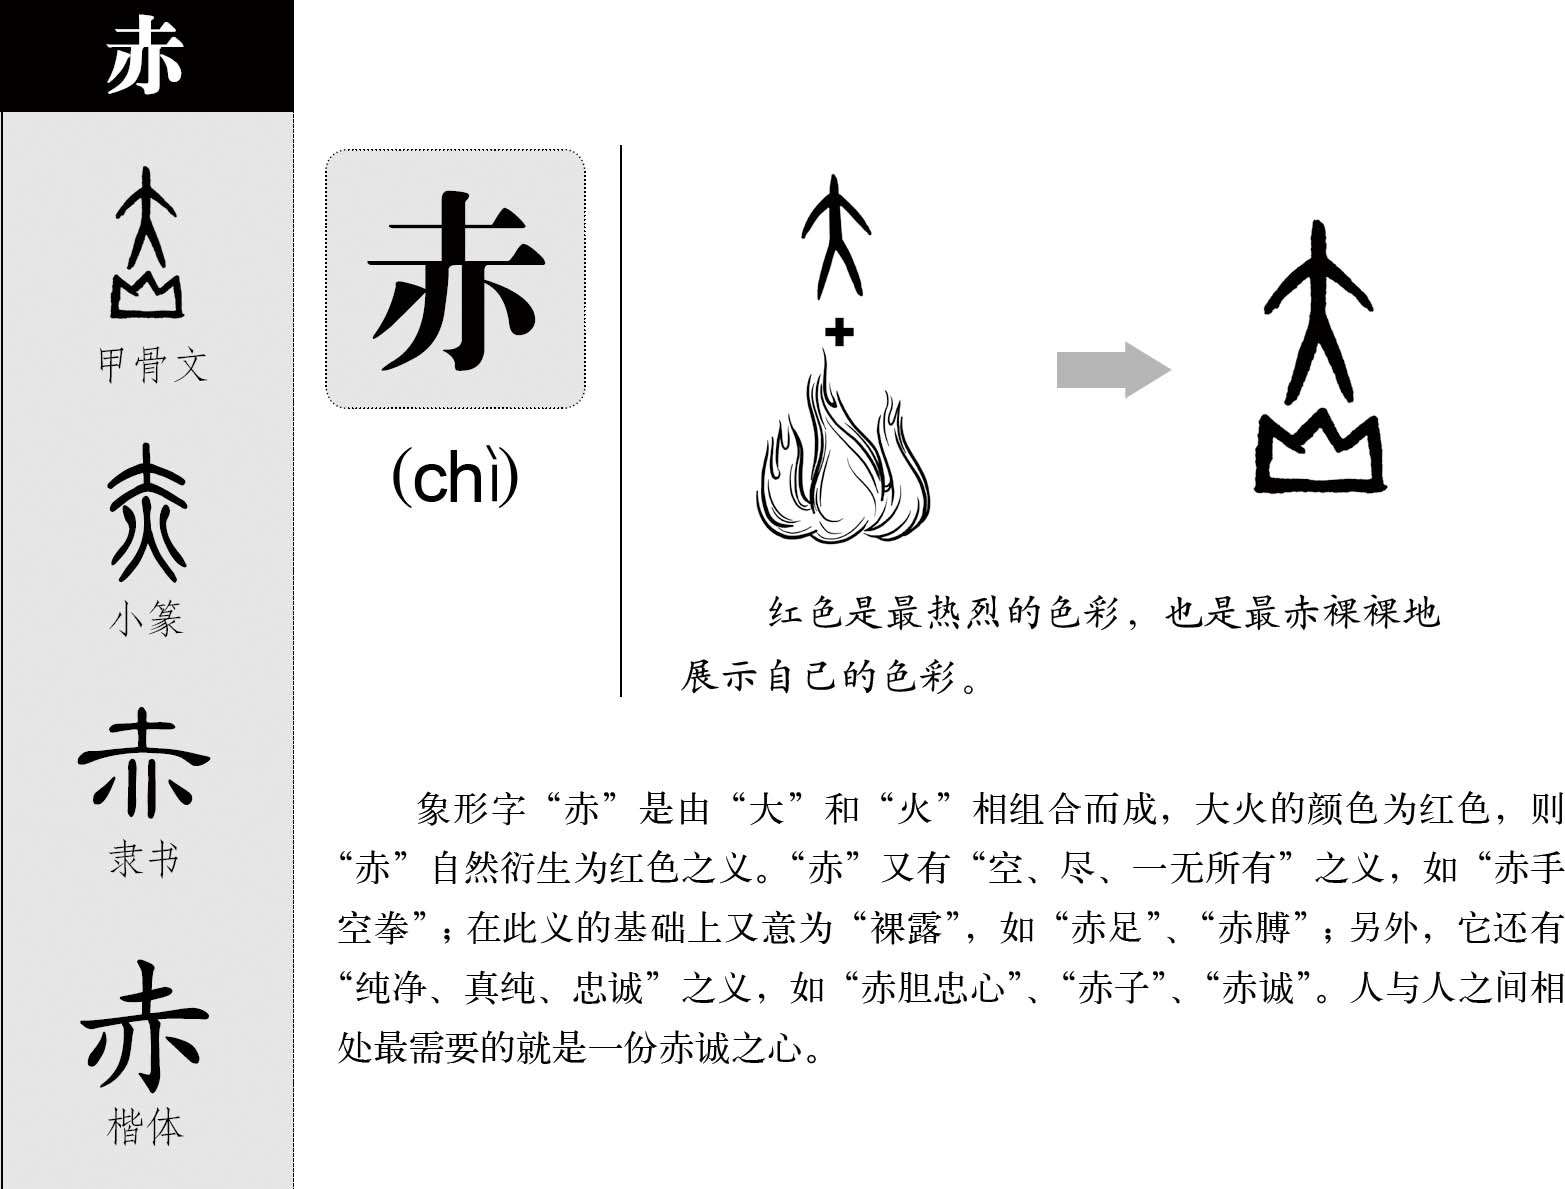 赤
甲骨文
小篆
隶书
赤
楷体
赤
(chì)
+
红色是最热烈的色彩，也是最赤裸裸地
展示自己的色彩。
象形字“赤”是由“大”和“火”相组合而成，大火的颜色为红色，则
“赤”自然衍生为红色之义。“赤”又有“空、尽、一无所有”之义，如“赤手
空拳”；在此义的基础上又意为“裸露”，如“赤足”、“赤膊”；另外，它还有
“纯净、真纯、忠诚”之义，如“赤胆忠心”、“赤子”、“赤诚”。人与人之间相
处最需要的就是一份赤诚之心。